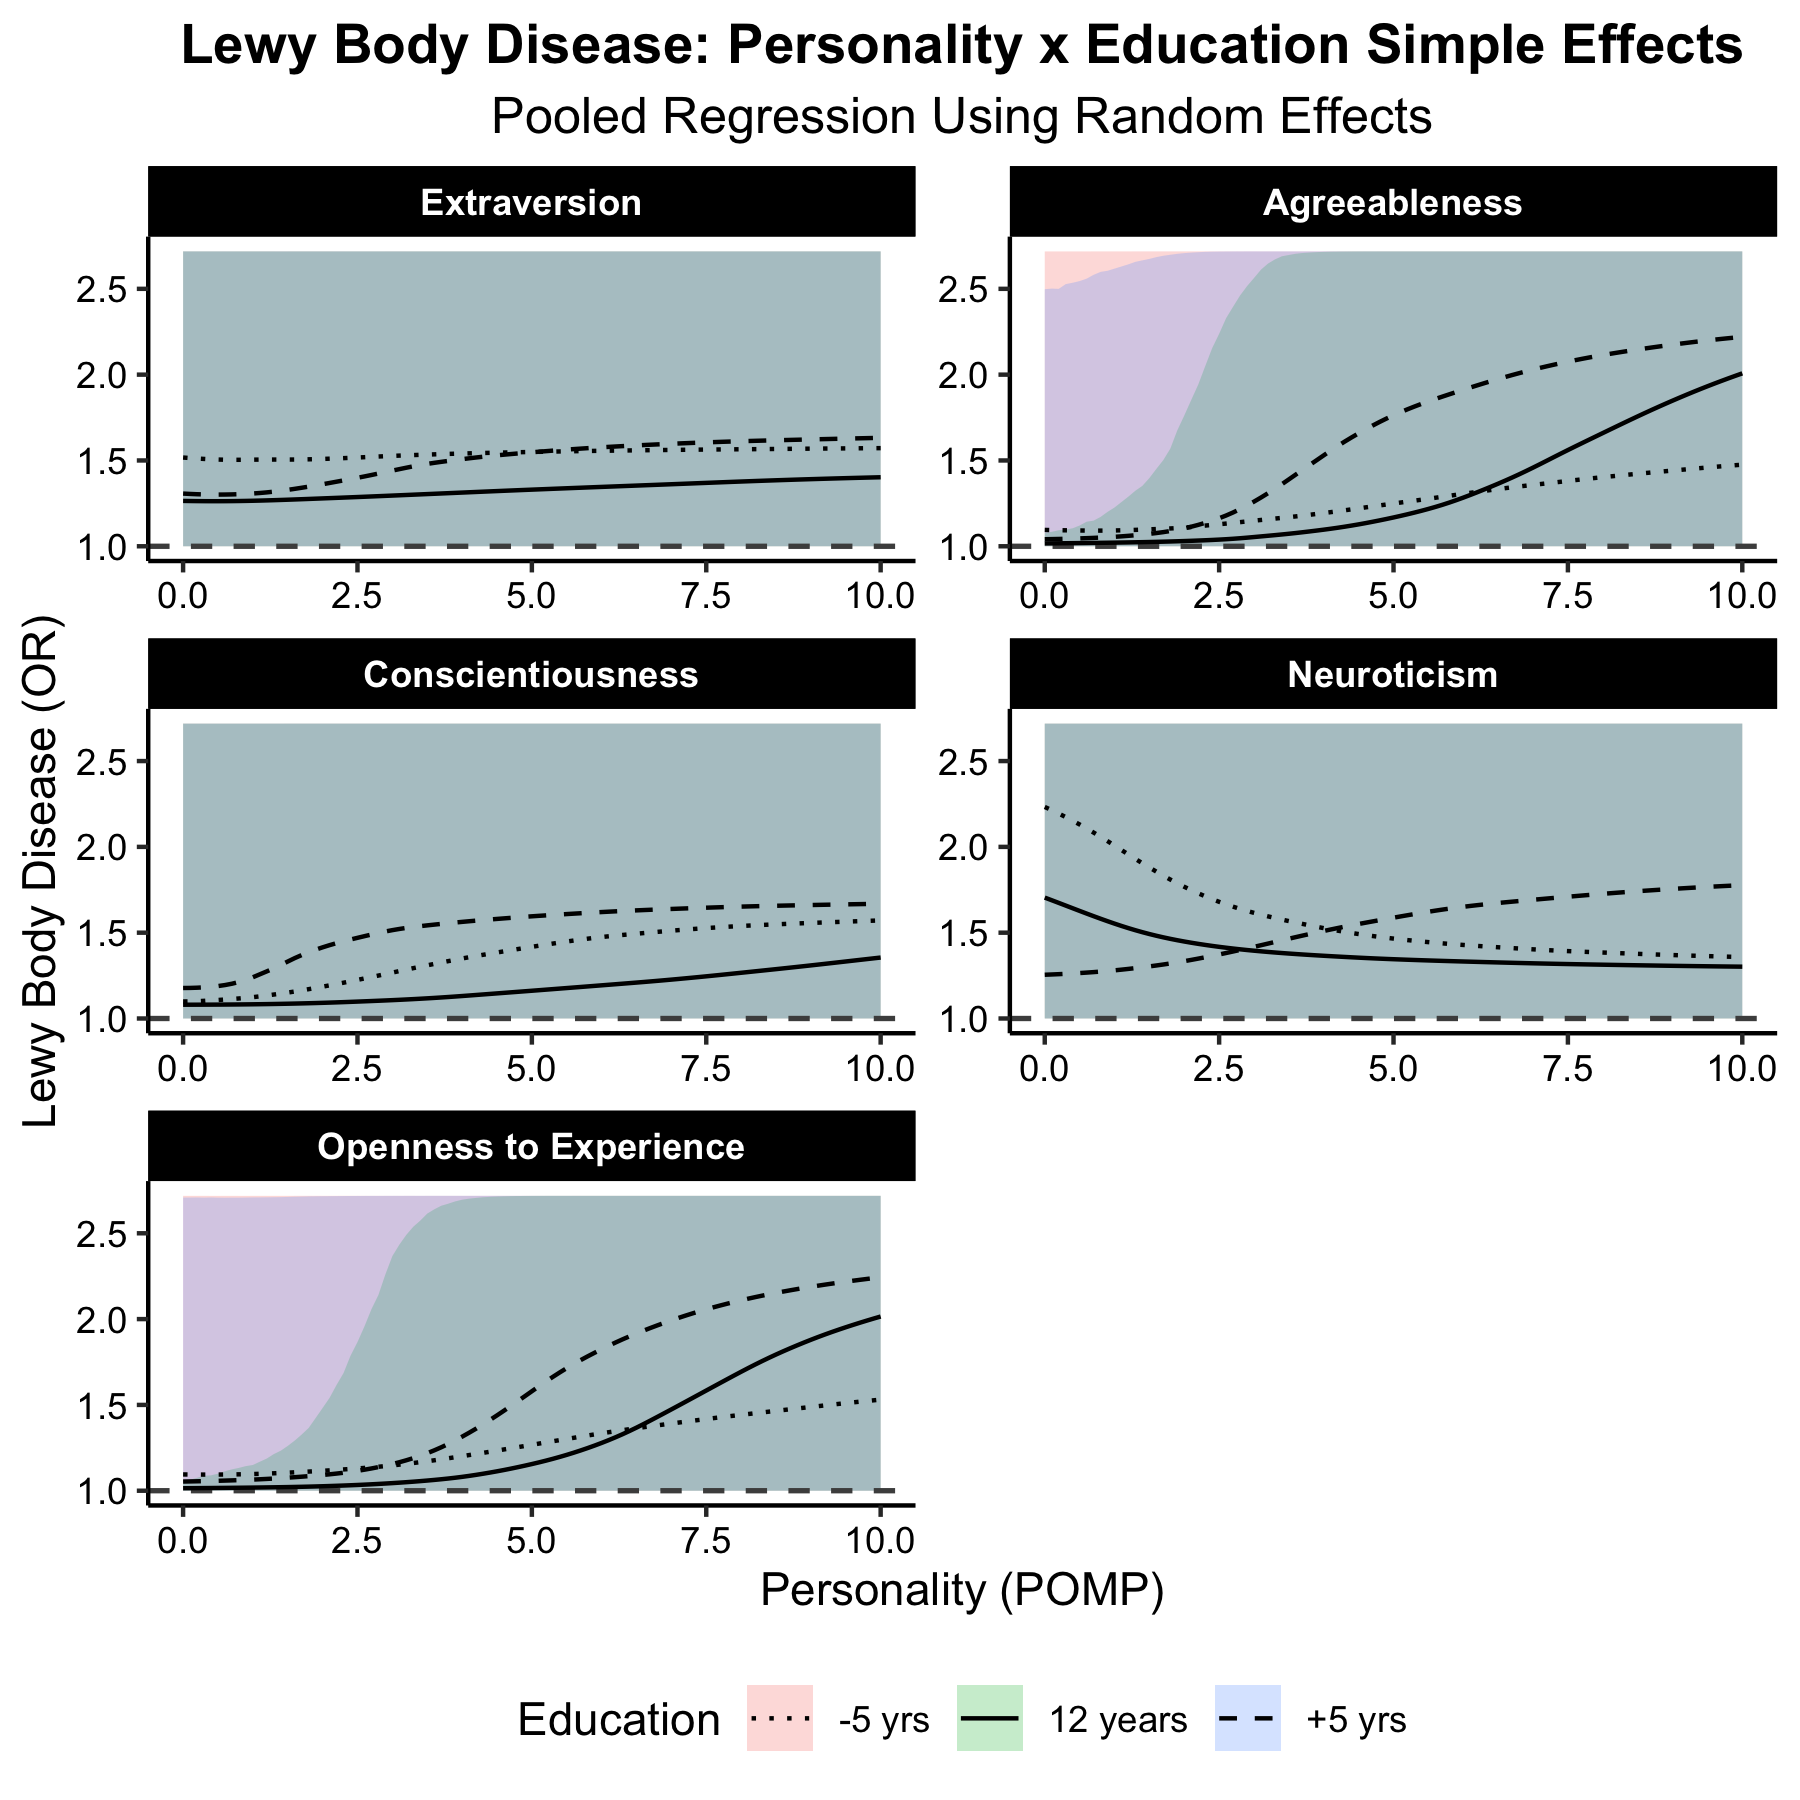 Lewy Body Disease: Personality x Education Simple Effects
Pooled Regression Using Random Effects
Extraversion
2.5
2.0
1.5
1.0
0.0 2.5 5.0 7.5 10.0
Agreeableness
2.5
2.0
1.5
1.0
0.0 2.5 5.0 7.5 10.0
Lewy Body Disease (OR)
Conscientiousness
2.5
2.0
1.5
1.0
0.0 2.5 5.0 7.5 10.0
Neuroticism
2.5
2.0
1.5
1.0
0.0 2.5 5.0 7.5 10.0
Openness to Experience
2.5
2.0
1.5
1.0
0.0 2.5 5.0 7.5 10.0
Personality (POMP)
Education -5 yrs 12 years +5 yrs